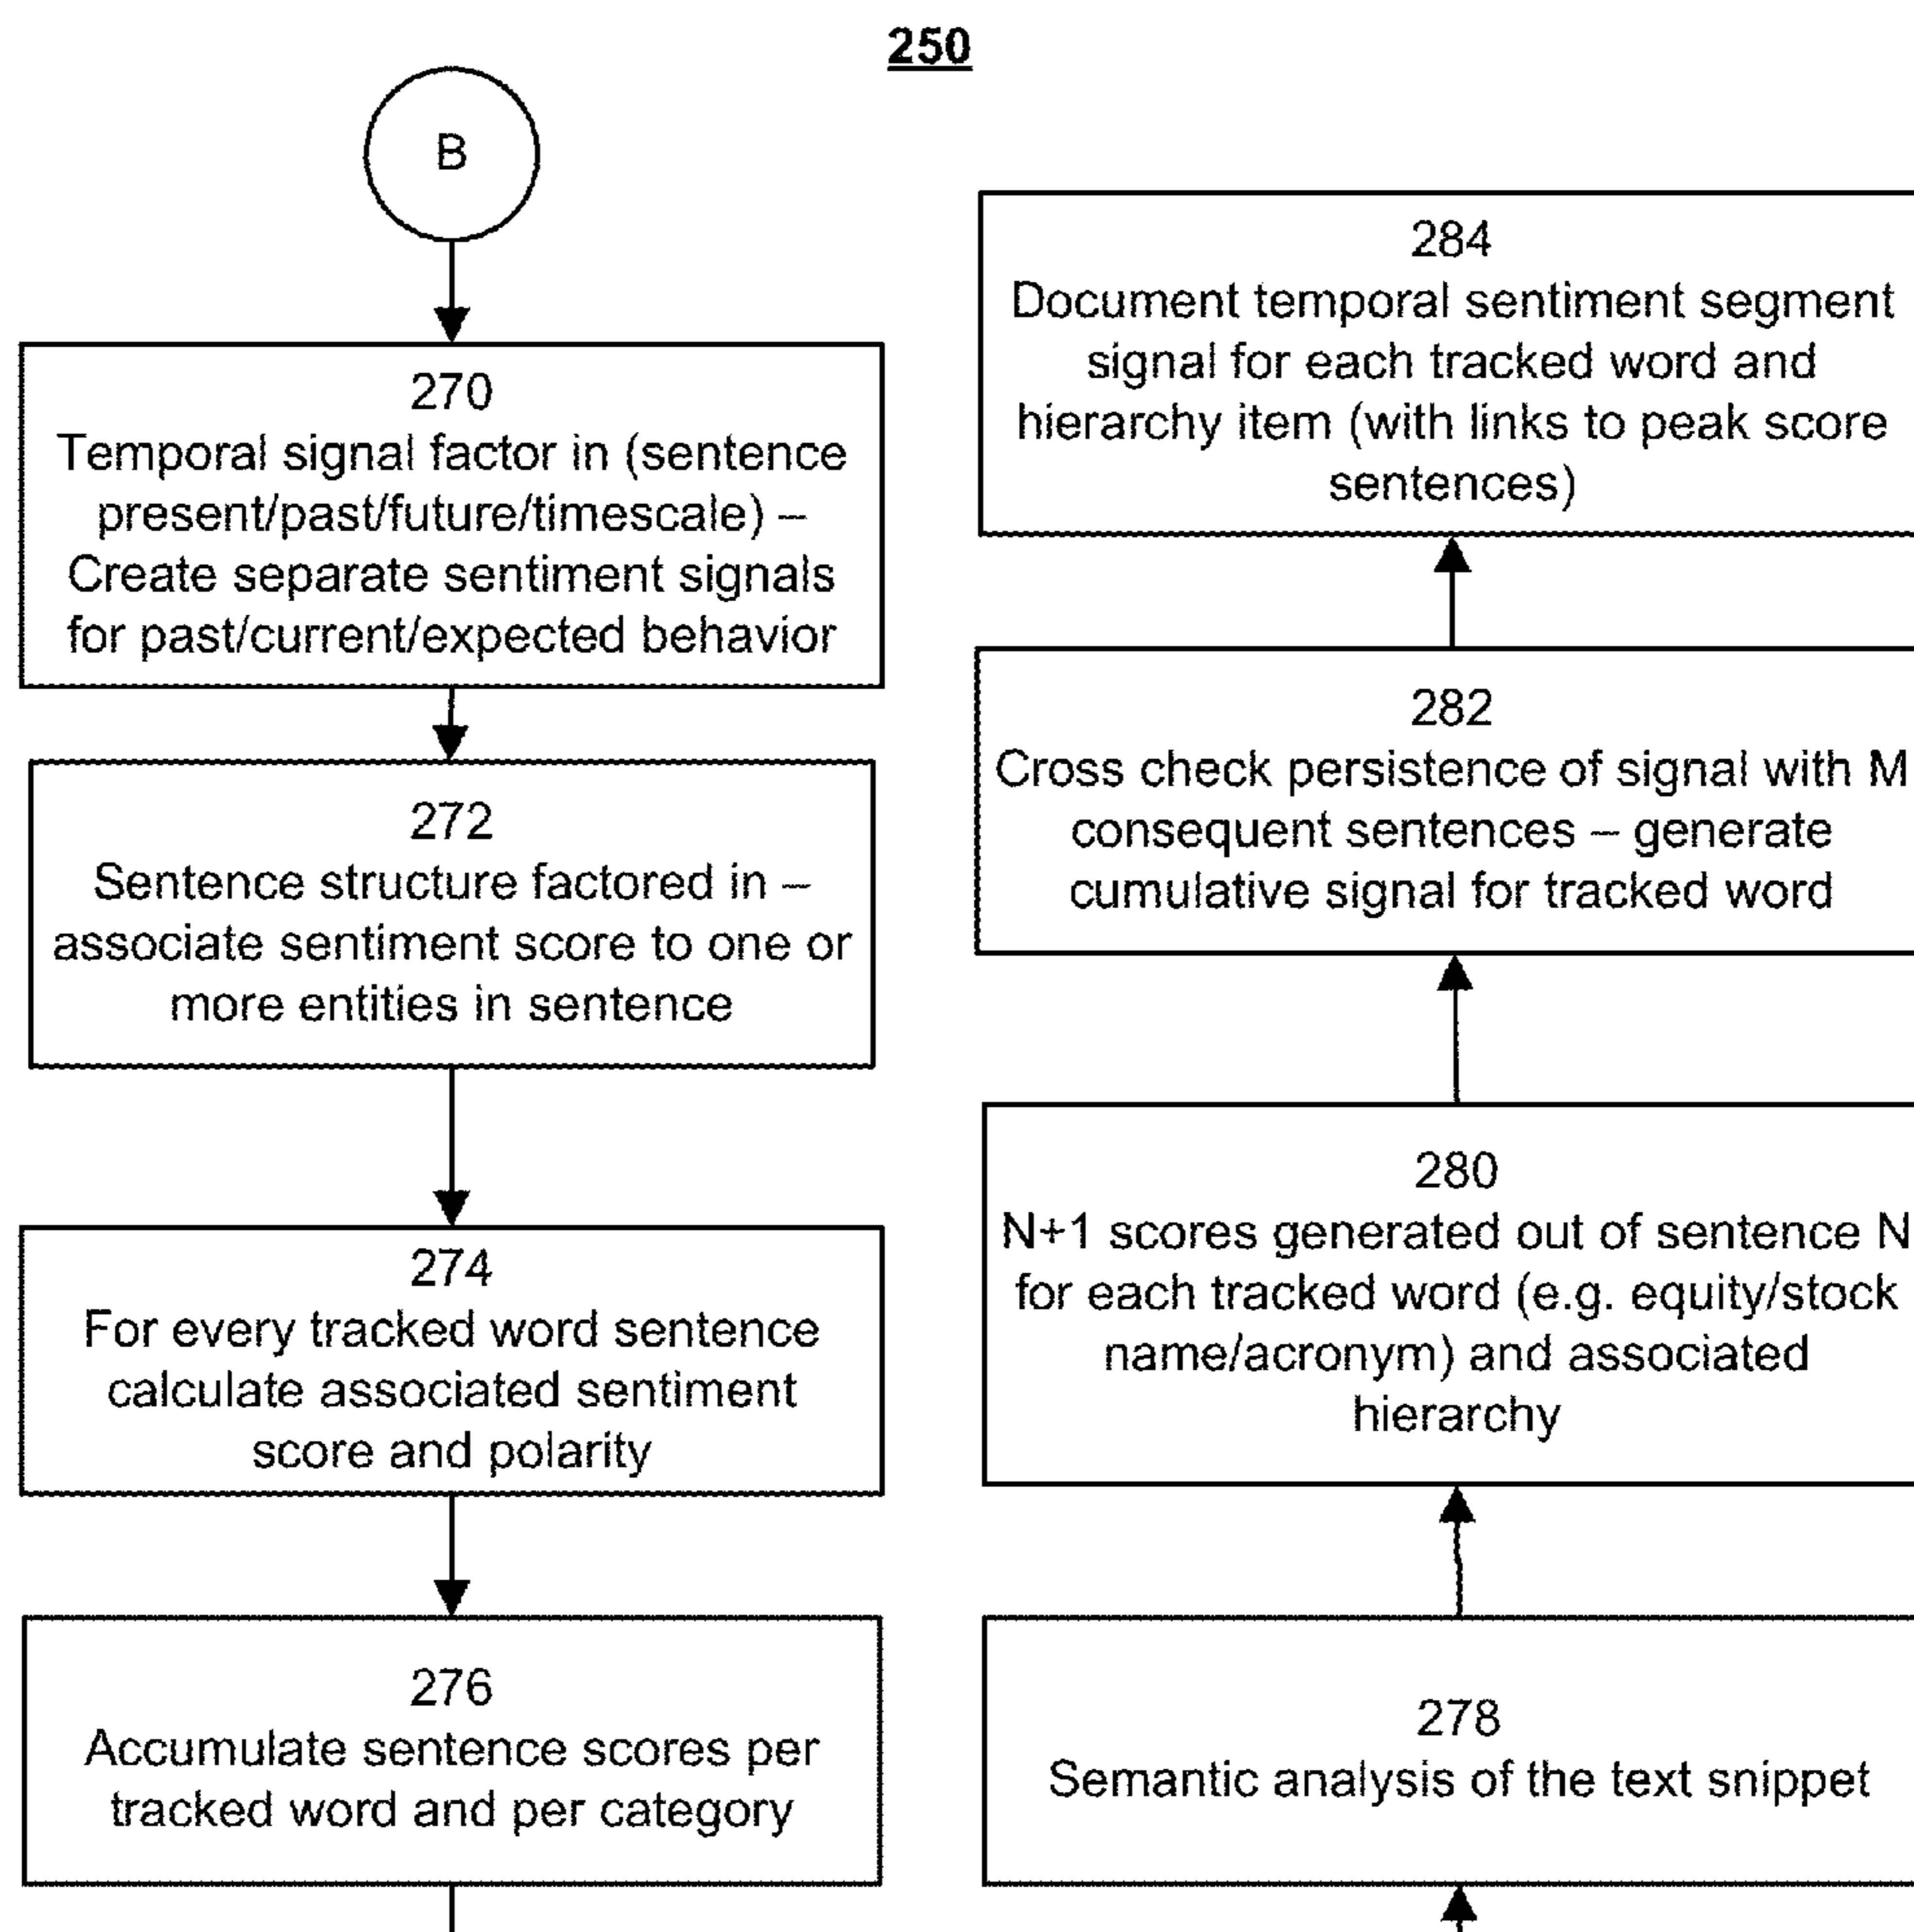 250
B
270
Temporal signal factor in (sentence
present/past/future/timescale) –
Create separate sentiment signals
for past/current/expected behavior
272
Sentence structure factored in –
associate sentiment score to one or
more entities in sentence
274
For every tracked word sentence
calculate associated sentiment
score and polarity
276
Accumulate sentence scores per
tracked word and per category
284
Document temporal sentiment segment
signal for each tracked word and
hierarchy item (with links to peak score
sentences)
282
Cross check persistence of signal with M
consequent sentences – generate
cumulative signal for tracked word
280
N+1 scores generated out of sentence N
for each tracked word (e.g. equity/stock
name/acronym) and associated
hierarchy
278
Semantic analysis of the text snippet